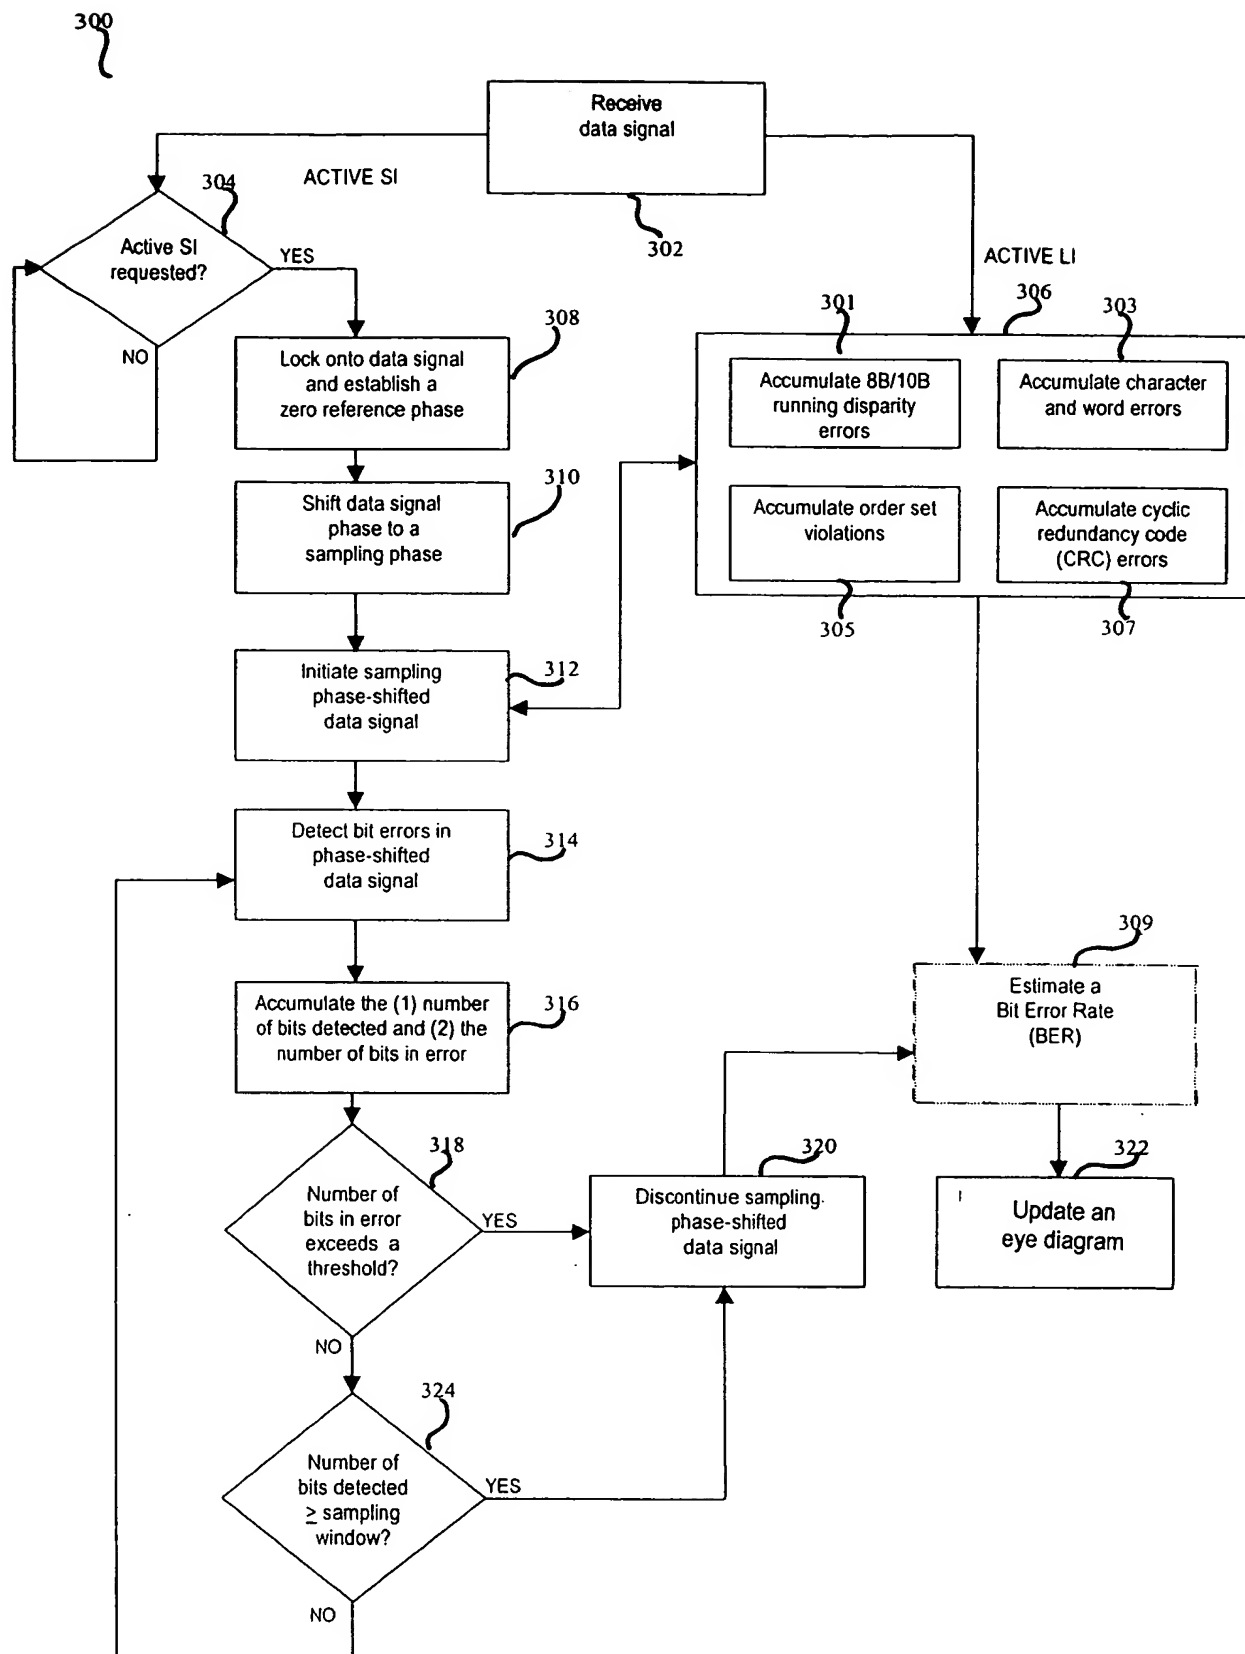 300
Receive
data signal
302
ACTIVE SI
304
Active SI
requested?
YES
NO
ACTIVE LI
306
301
303
Accumulate 8B/10B
running disparity
errors
Accumulate character
and word errors
Accumulate order set
violations
Accumulate cyclic
redundancy code
(CRC) errors
305
307
308
Lock onto data signal
and establish a
zero reference phase
310
Shift data signal
phase to a
sampling phase
312
Initiate sampling
phase-shifted
data signal
314
Detect bit errors in
phase-shifted
data signal
316
Accumulate the (1) number
of bits detected and (2) the
number of bits in error
309
Estimate a
Bit Error Rate
(BER)
318
Number of
bits in error
exceeds a
threshold?
YES
NO
320
Discontinue sampling
phase-shifted
data signal
322
Update an
eye diagram
324
Number of
bits detected
≥ sampling
window?
YES
NO